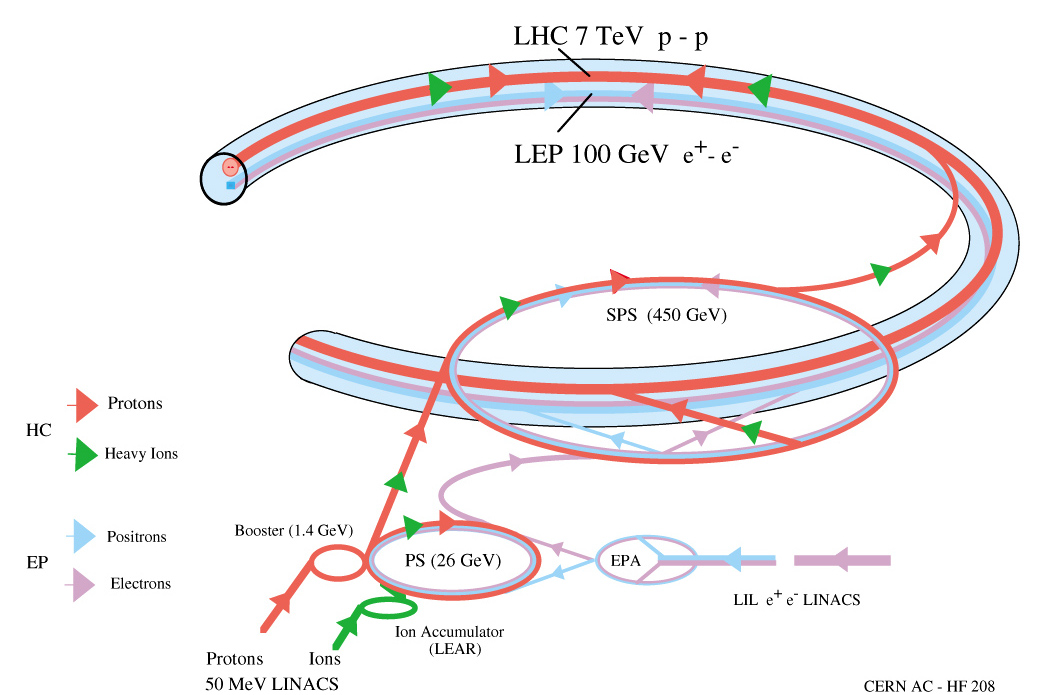 LHC 7 TeV p - p
LEP 100 GeV e+- e-
SPS (450 GeV)
HC
Protons
Heavy Ions
EP
Positrons
Electrons
Booster (1.4 GeV)
PS (26 GeV)
EPA
LIL e+ e- LINACS
Ion Accumulator
(LEAR)
Protons Ions
50 MeV LINACS
CERN AC - HF 208